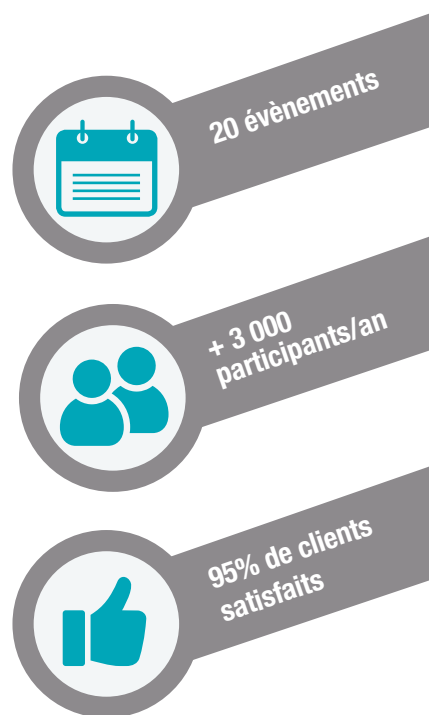 20 évènements
+ 3 000
participants/an
95% de clients
satisfaits